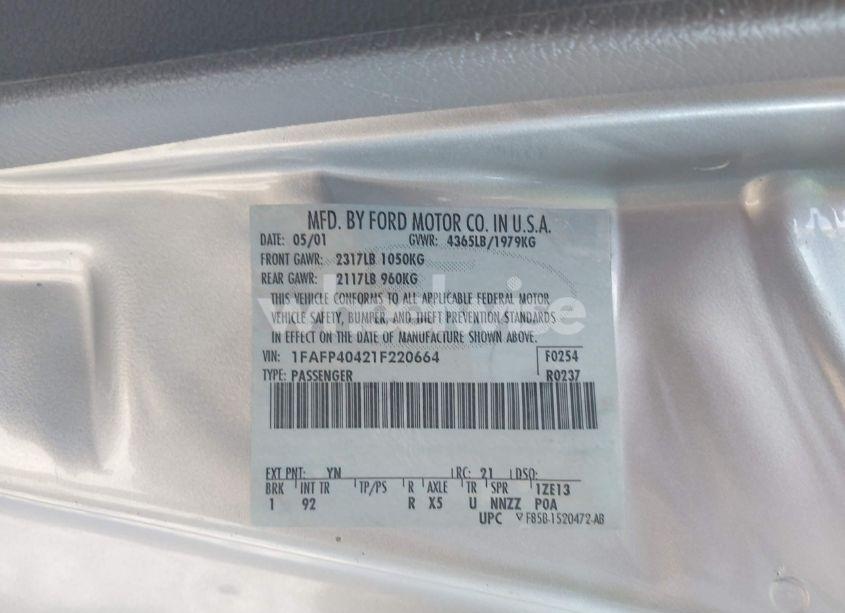 MFD. BY FORD MOTOR CO. IN U.S.A.
DATE: 05/01 GVWR: 4365LB/1979KG
FRONT GAWR: 2317LB 1050KG
REAR GAWR: 2117LB 960KG
THIS VEHICLE CONFORMS TO ALL APPLICABLE FEDERAL MOTOR
VEHICLE SAFETY, BUMPER, AND THEFT PREVENTION STANDARDS
IN EFFECT ON THE DATE OF MANUFACTURE SHOWN ABOVE.
wheelwise
VIN: 1FAFP40421F220664 F0254
TYPE: PASSENGER R0237
EXT PNT: YN RC: 21 DSO:
BRK INT TR TP/PS R AXLE TR SPR 1ZE13
1 92 R X5 U NNZZ P0A
UPC F85B-1520472-AB